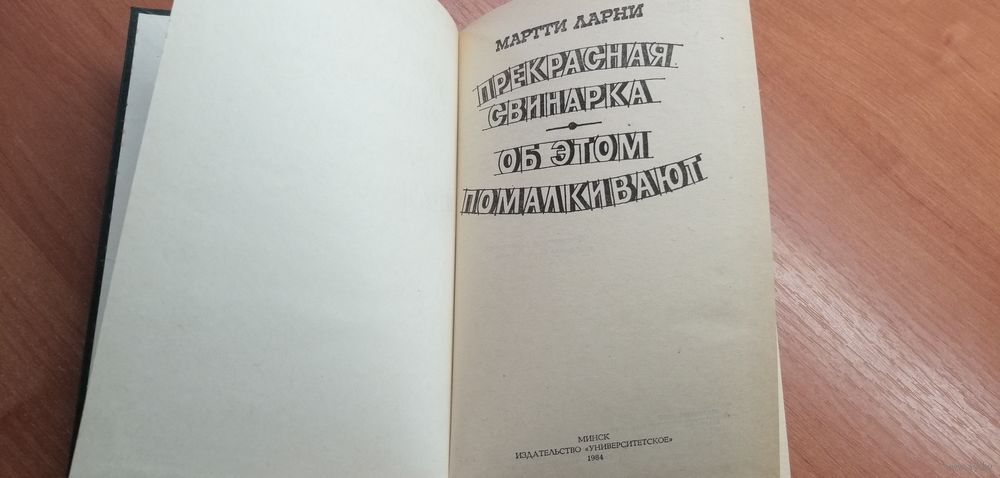 МАРТТИ ЛАРНИ
ПРЕКРАСНАЯ
СВИНАРКА
ОБ ЭТОМ
ПОМАЛКИВАЮТ
МИНСК
ИЗДАТЕЛЬСТВО «УНИВЕРСИТЕТСКОЕ»
1984